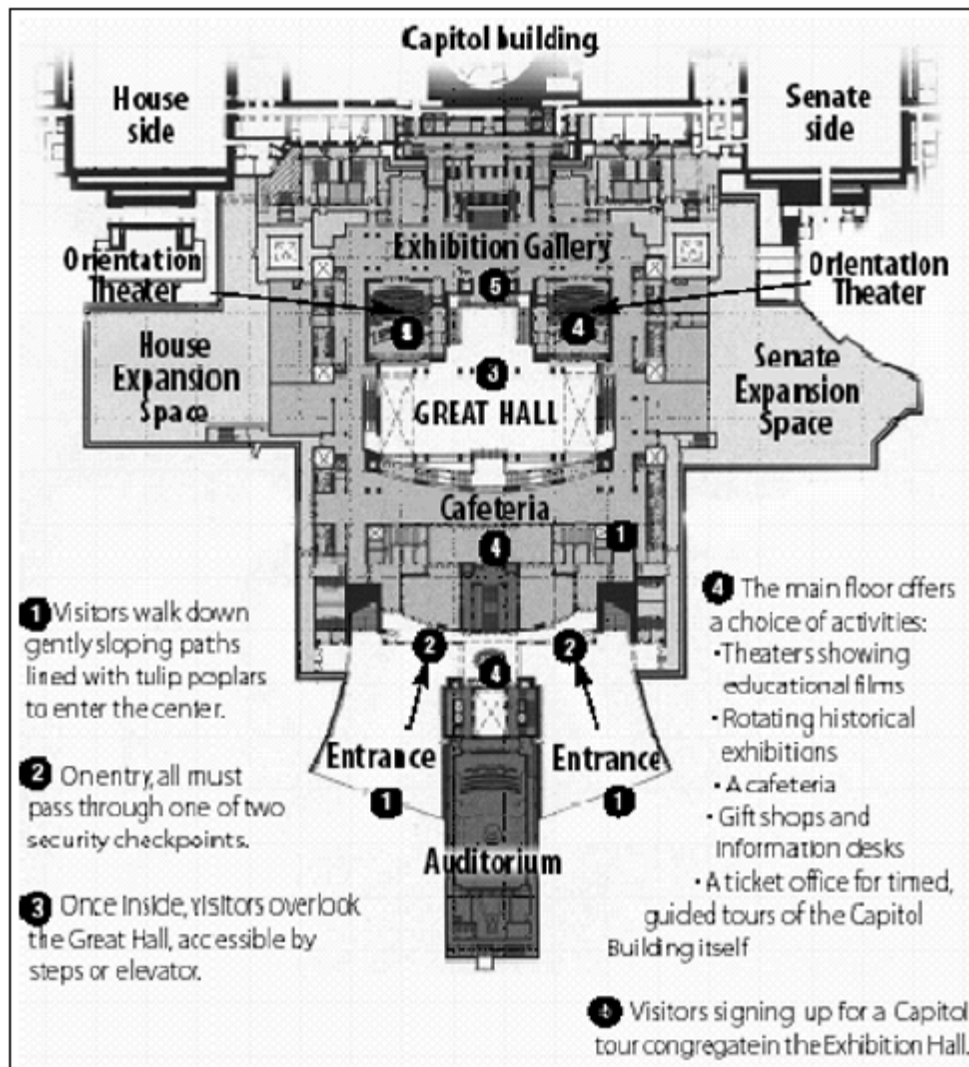 Capitol building
House
side
Senate
side
Exhibition Gallery
Orientation
Theater
Orientation
Theater
5
4
3
House
Expansion
Space
Senate
Expansion
Space
GREAT HALL
Cafeteria
4
1
2
2
4
Entrance
Entrance
1
1
Auditorium
1 Visitors walk down
gently sloping paths
lined with tulip poplars
to enter the center.
2 On entry, all must
pass through one of two
security checkpoints.
3 Once inside, visitors overlook
the Great Hall, accessible by
steps or elevator.
4 The main floor offers
a choice of activities:
• Theaters showing
educational films
• Rotating historical
exhibitions
• A cafeteria
• Gift shops and
information desks
• A ticket office for timed,
guided tours of the Capitol
Building itself
Visitors signing up for a Capitol
tour congregate in the Exhibition Hall.